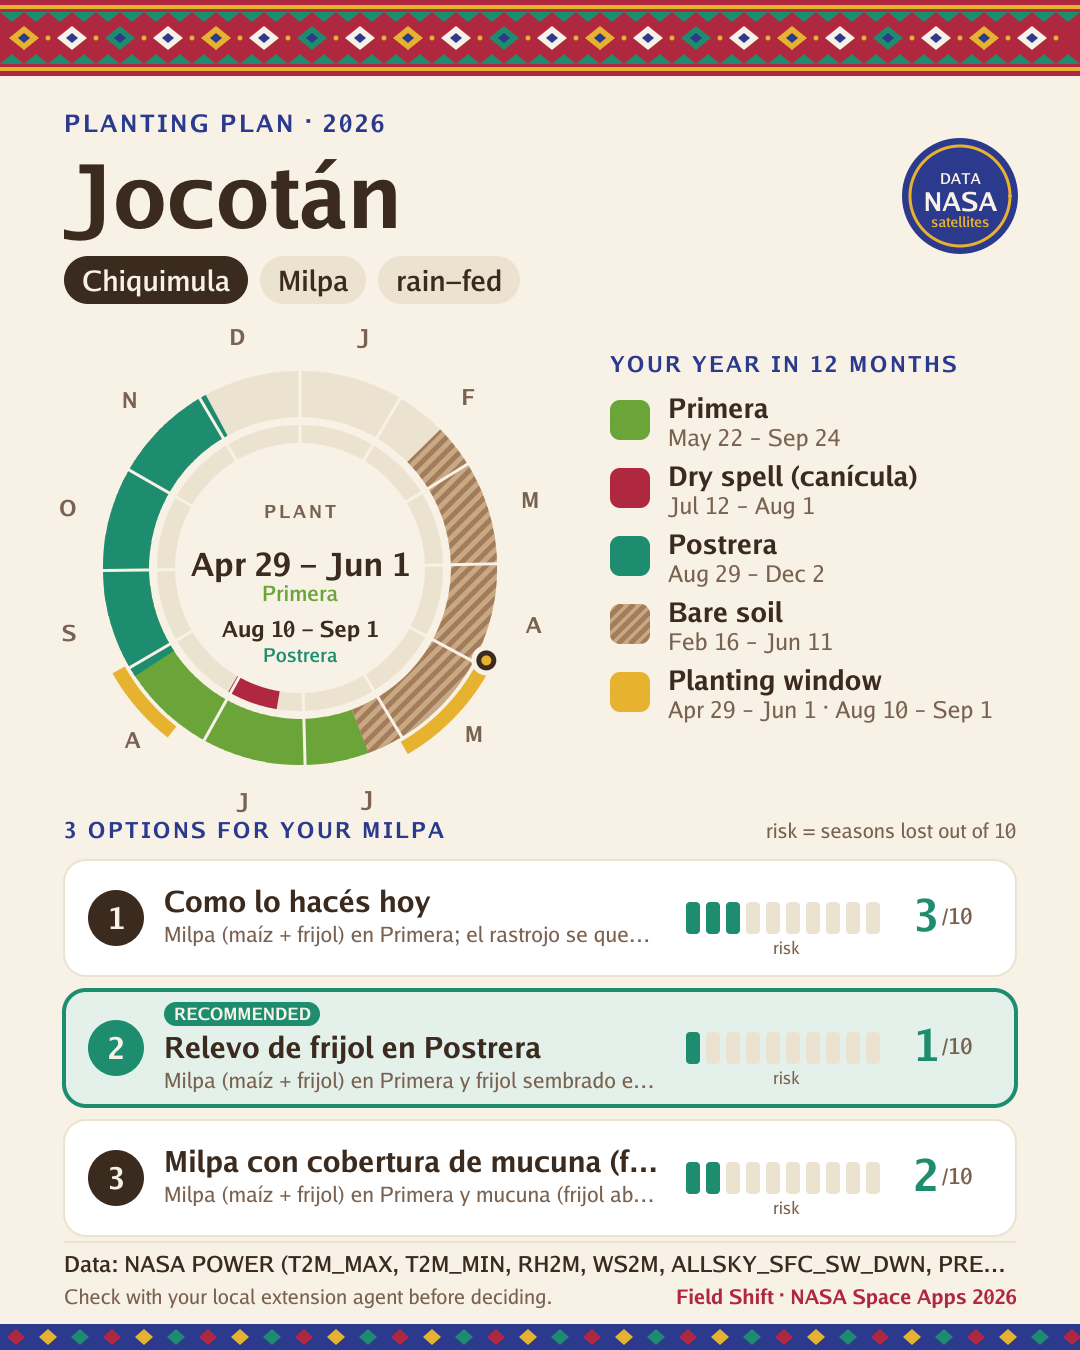 PLANTING PLAN · 2026
Jocotán
DATA
NASA
satellites
Chiquimula
Milpa
rain–fed
D
J
N
F
O
M
S
A
A
M
J
J
PLANT
Apr 29 – Jun 1
Primera
Aug 10 – Sep 1
Postrera
YOUR YEAR IN 12 MONTHS
Primera
May 22 – Sep 24
Dry spell (canícula)
Jul 12 – Aug 1
Postrera
Aug 29 – Dec 2
Bare soil
Feb 16 – Jun 11
Planting window
Apr 29 – Jun 1 · Aug 10 – Sep 1
3 OPTIONS FOR YOUR MILPA
risk = seasons lost out of 10
1
Como lo hacés hoy
Milpa (maíz + frijol) en Primera; el rastrojo se que...
risk
3/10
RECOMMENDED
2
Relevo de frijol en Postrera
Milpa (maíz + frijol) en Primera y frijol sembrado e...
risk
1/10
3
Milpa con cobertura de mucuna (f...
Milpa (maíz + frijol) en Primera y mucuna (frijol ab...
risk
2/10
Data: NASA POWER (T2M_MAX, T2M_MIN, RH2M, WS2M, ALLSKY_SFC_SW_DWN, PRE...
Check with your local extension agent before deciding.
Field Shift · NASA Space Apps 2026